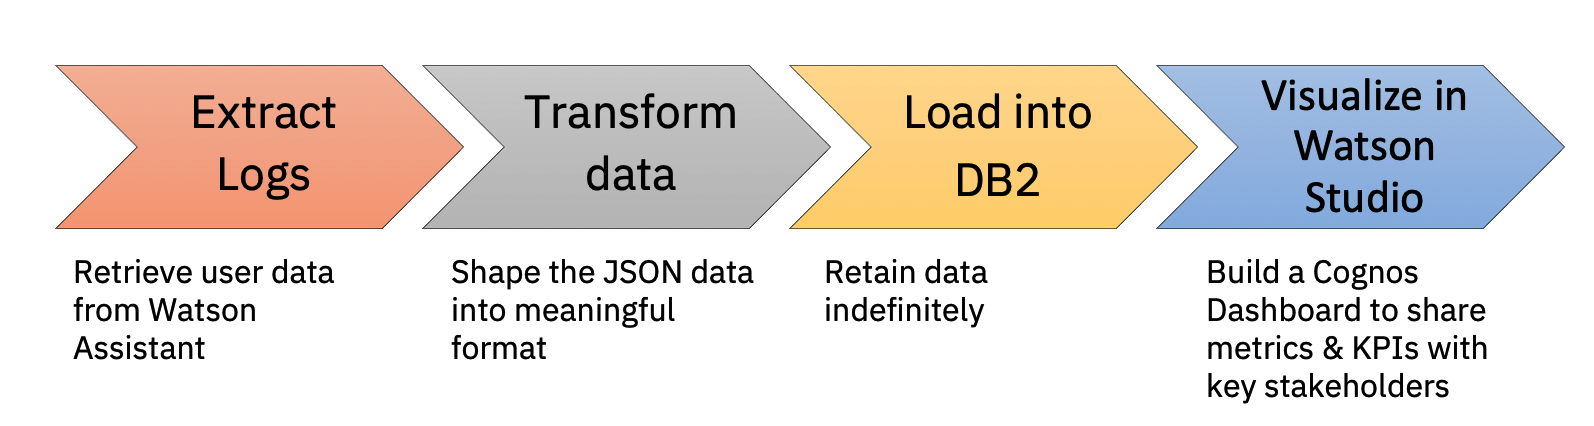 Extract
Logs
Transform
data
Load into
DB2
Visualize in
Watson
Studio
Retrieve user data
from Watson
Assistant
Shape the JSON data
into meaningful
format
Retain data
indefinitely
Build a Cognos
Dashboard to share
metrics & KPIs with
key stakeholders